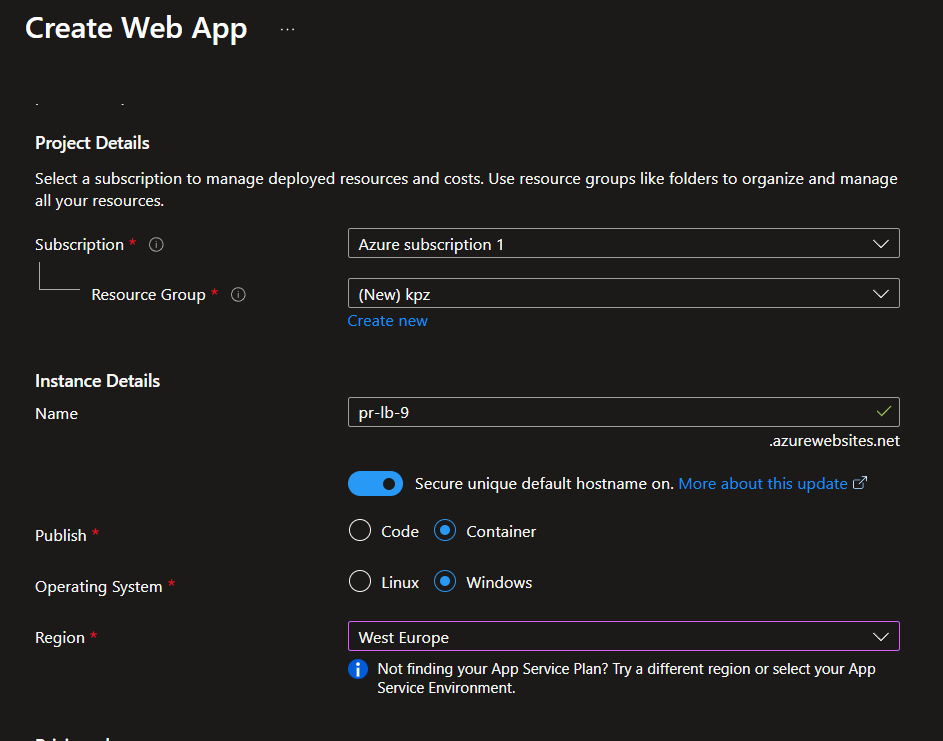 Create Web App ...
Project Details
Select a subscription to manage deployed resources and costs. Use resource groups like folders to organize and manage
all your resources.
Subscription *
Azure subscription 1
Resource Group *
(New) kpz
Create new
Instance Details
Name
pr-lb-9
.azurewebsites.net
Secure unique default hostname on. More about this update
Publish *
Code
Container
Operating System *
Linux
Windows
Region *
West Europe
Not finding your App Service Plan? Try a different region or select your App
Service Environment.